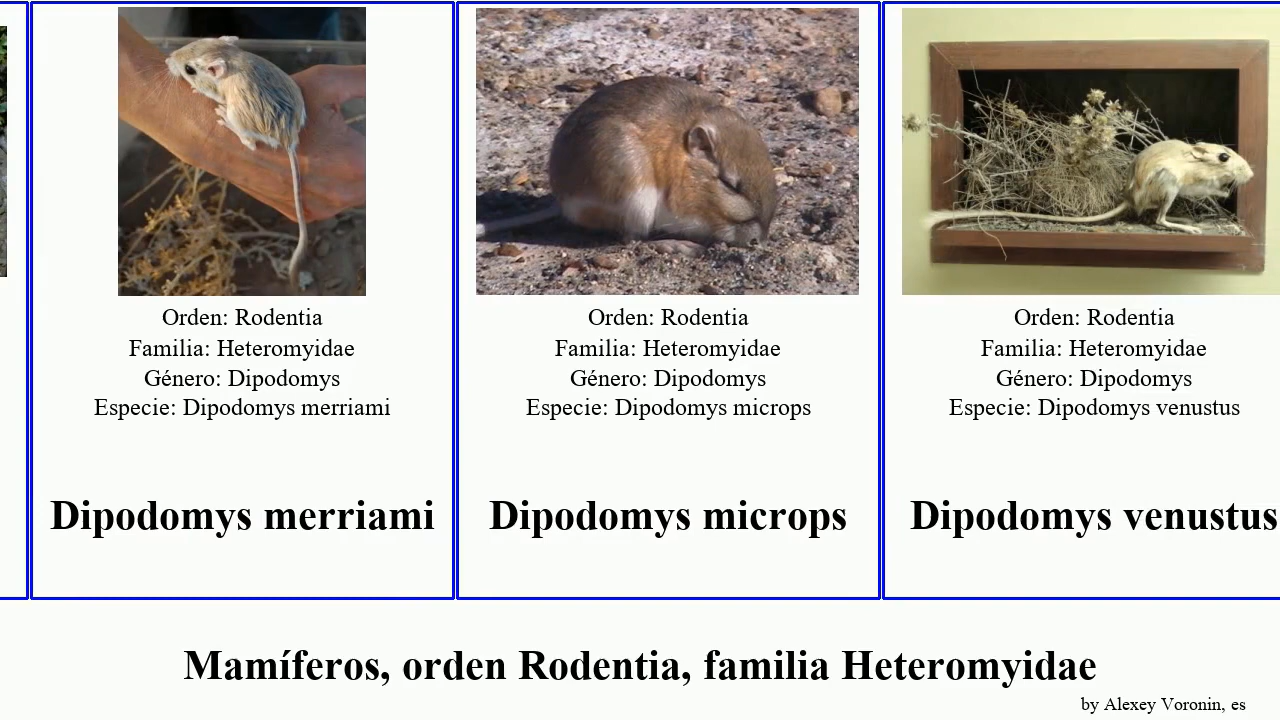 Orden: Rodentia
Familia: Heteromyidae
Género: Dipodomys
Especie: Dipodomys merriami
Dipodomys merriami
Orden: Rodentia
Familia: Heteromyidae
Género: Dipodomys
Especie: Dipodomys microps
Dipodomys microps
Orden: Rodentia
Familia: Heteromyidae
Género: Dipodomys
Especie: Dipodomys venustus
Dipodomys venustus
Mamíferos, orden Rodentia, familia Heteromyidae
by Alexey Voronin, es